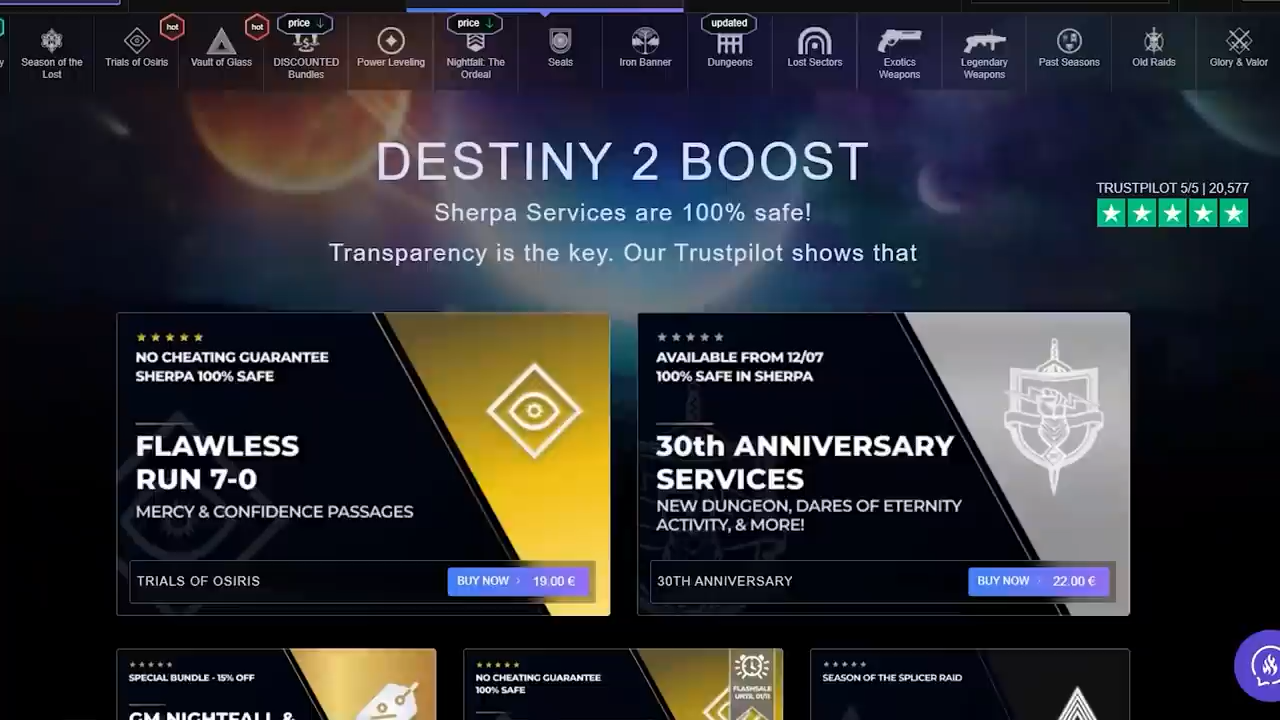 hot
hot
price ↓
price ↓
updated
y
Season of the
Lost
Trials of Osiris
Vault of Glass
DISCOUNTED
Bundles
Power Leveling
Nightfall: The
Ordeal
Seals
Iron Banner
Dungeons
Lost Sectors
Exotics
Weapons
Legendary
Weapons
Past Seasons
Old Raids
Glory & Valor
DESTINY 2 BOOST
Sherpa Services are 100% safe!
Transparency is the key. Our Trustpilot shows that
TRUSTPILOT 5/5 | 20,577
NO CHEATING GUARANTEE
SHERPA 100% SAFE
FLAWLESS
RUN 7-0
MERCY & CONFIDENCE PASSAGES
TRIALS OF OSIRIS
BUY NOW › 19.00 €
AVAILABLE FROM 12/07
100% SAFE IN SHERPA
30th ANNIVERSARY
SERVICES
NEW DUNGEON, DARES OF ETERNITY
ACTIVITY, & MORE!
30TH ANNIVERSARY
BUY NOW › 22.00 €
SPECIAL BUNDLE - 15% OFF
GM NIGHTFALL &
NO CHEATING GUARANTEE
100% SAFE
FLASHSALE
UNTIL 01/11
SEASON OF THE SPLICER RAID